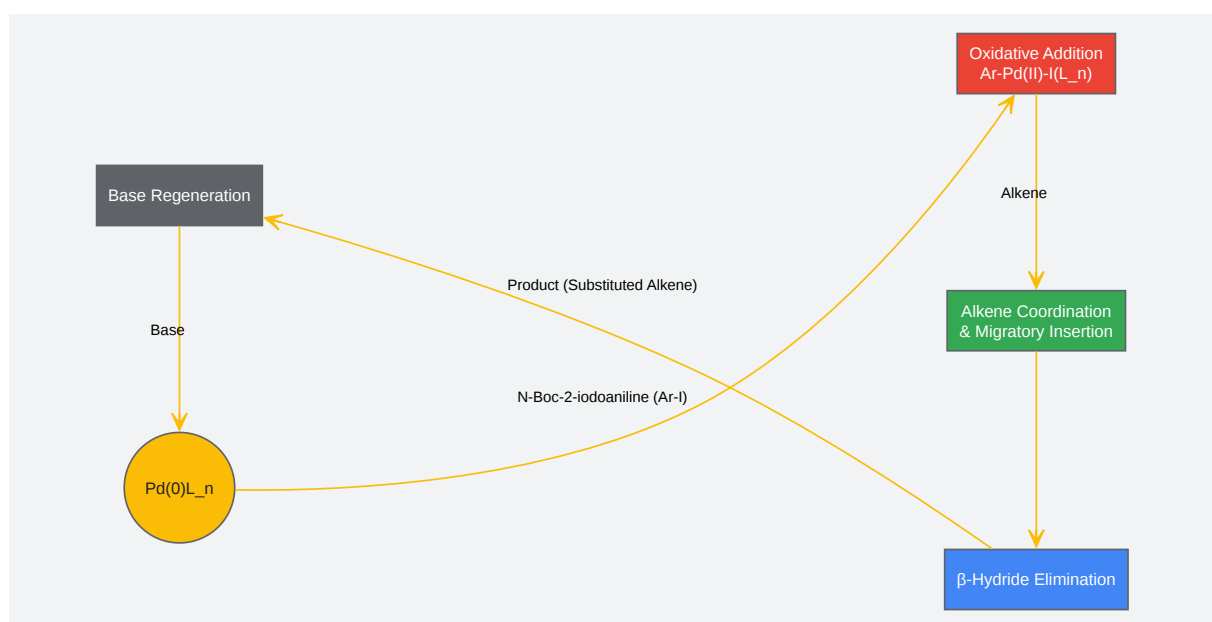 Oxidative Addition
Ar-Pd(II)-I(L_n)
Base Regeneration
Alkene
Product (Substituted Alkene)
Alkene Coordination
& Migratory Insertion
Base
N-Boc-2-iodoaniline (Ar-I)
Pd(0)L_n
β-Hydride Elimination